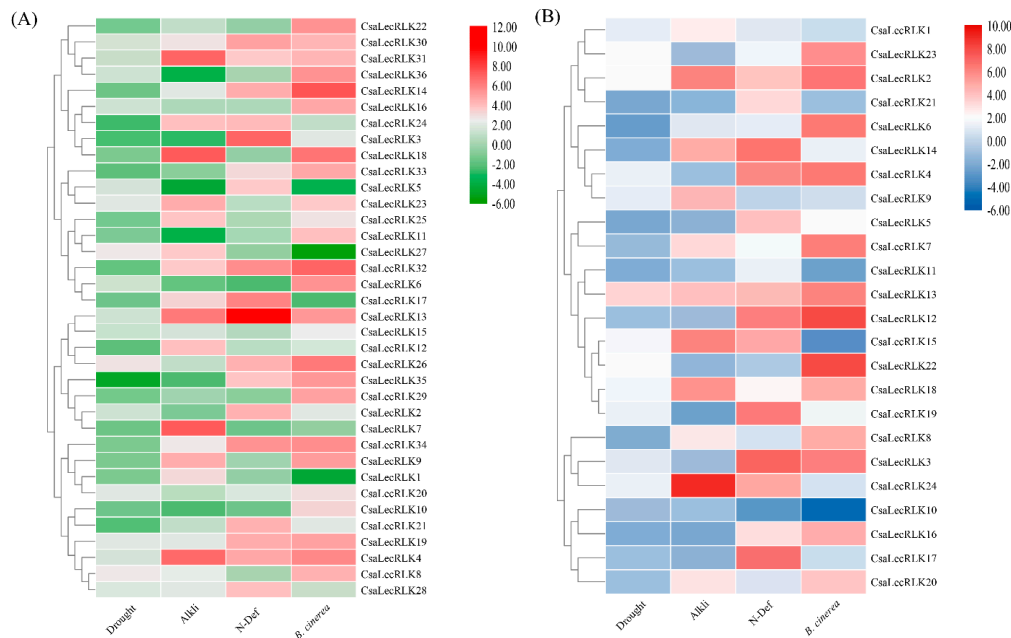 (A)
CsaLecRLK22
CsaLecRLK30
CsaLecRLK31
CsaLecRLK36
CsaLecRLK14
CsaLecRLK16
CsaLecRLK24
CsaLecRLK3
CsaLecRLK18
CsaLecRLK33
CsaLecRLK5
CsaLecRLK23
CsaLecRLK25
CsaLecRLK11
CsaLecRLK27
CsaLecRLK32
CsaLecRLK6
CsaLecRLK17
CsaLecRLK13
CsaLecRLK15
CsaLecRLK12
CsaLecRLK26
CsaLecRLK35
CsaLecRLK29
CsaLecRLK2
CsaLecRLK7
CsaLecRLK34
CsaLecRLK9
CsaLecRLK1
CsaLecRLK20
CsaLecRLK10
CsaLecRLK21
CsaLecRLK19
CsaLecRLK4
CsaLecRLK8
CsaLecRLK28
Drought
Alkli
N-Def
B. cinerea
12.00
10.00
8.00
6.00
4.00
2.00
0.00
-2.00
-4.00
-6.00
(B)
CsaLecRLK1
CsaLecRLK23
CsaLecRLK2
CsaLecRLK21
CsaLecRLK6
CsaLecRLK14
CsaLecRLK4
CsaLecRLK9
CsaLecRLK5
CsaLecRLK7
CsaLecRLK11
CsaLecRLK13
CsaLecRLK12
CsaLecRLK15
CsaLecRLK22
CsaLecRLK18
CsaLecRLK19
CsaLecRLK8
CsaLecRLK3
CsaLecRLK24
CsaLecRLK10
CsaLecRLK16
CsaLecRLK17
CsaLecRLK20
Drought
Alkli
N-Def
B. cinerea
10.00
8.00
6.00
4.00
2.00
0.00
-2.00
-4.00
-6.00